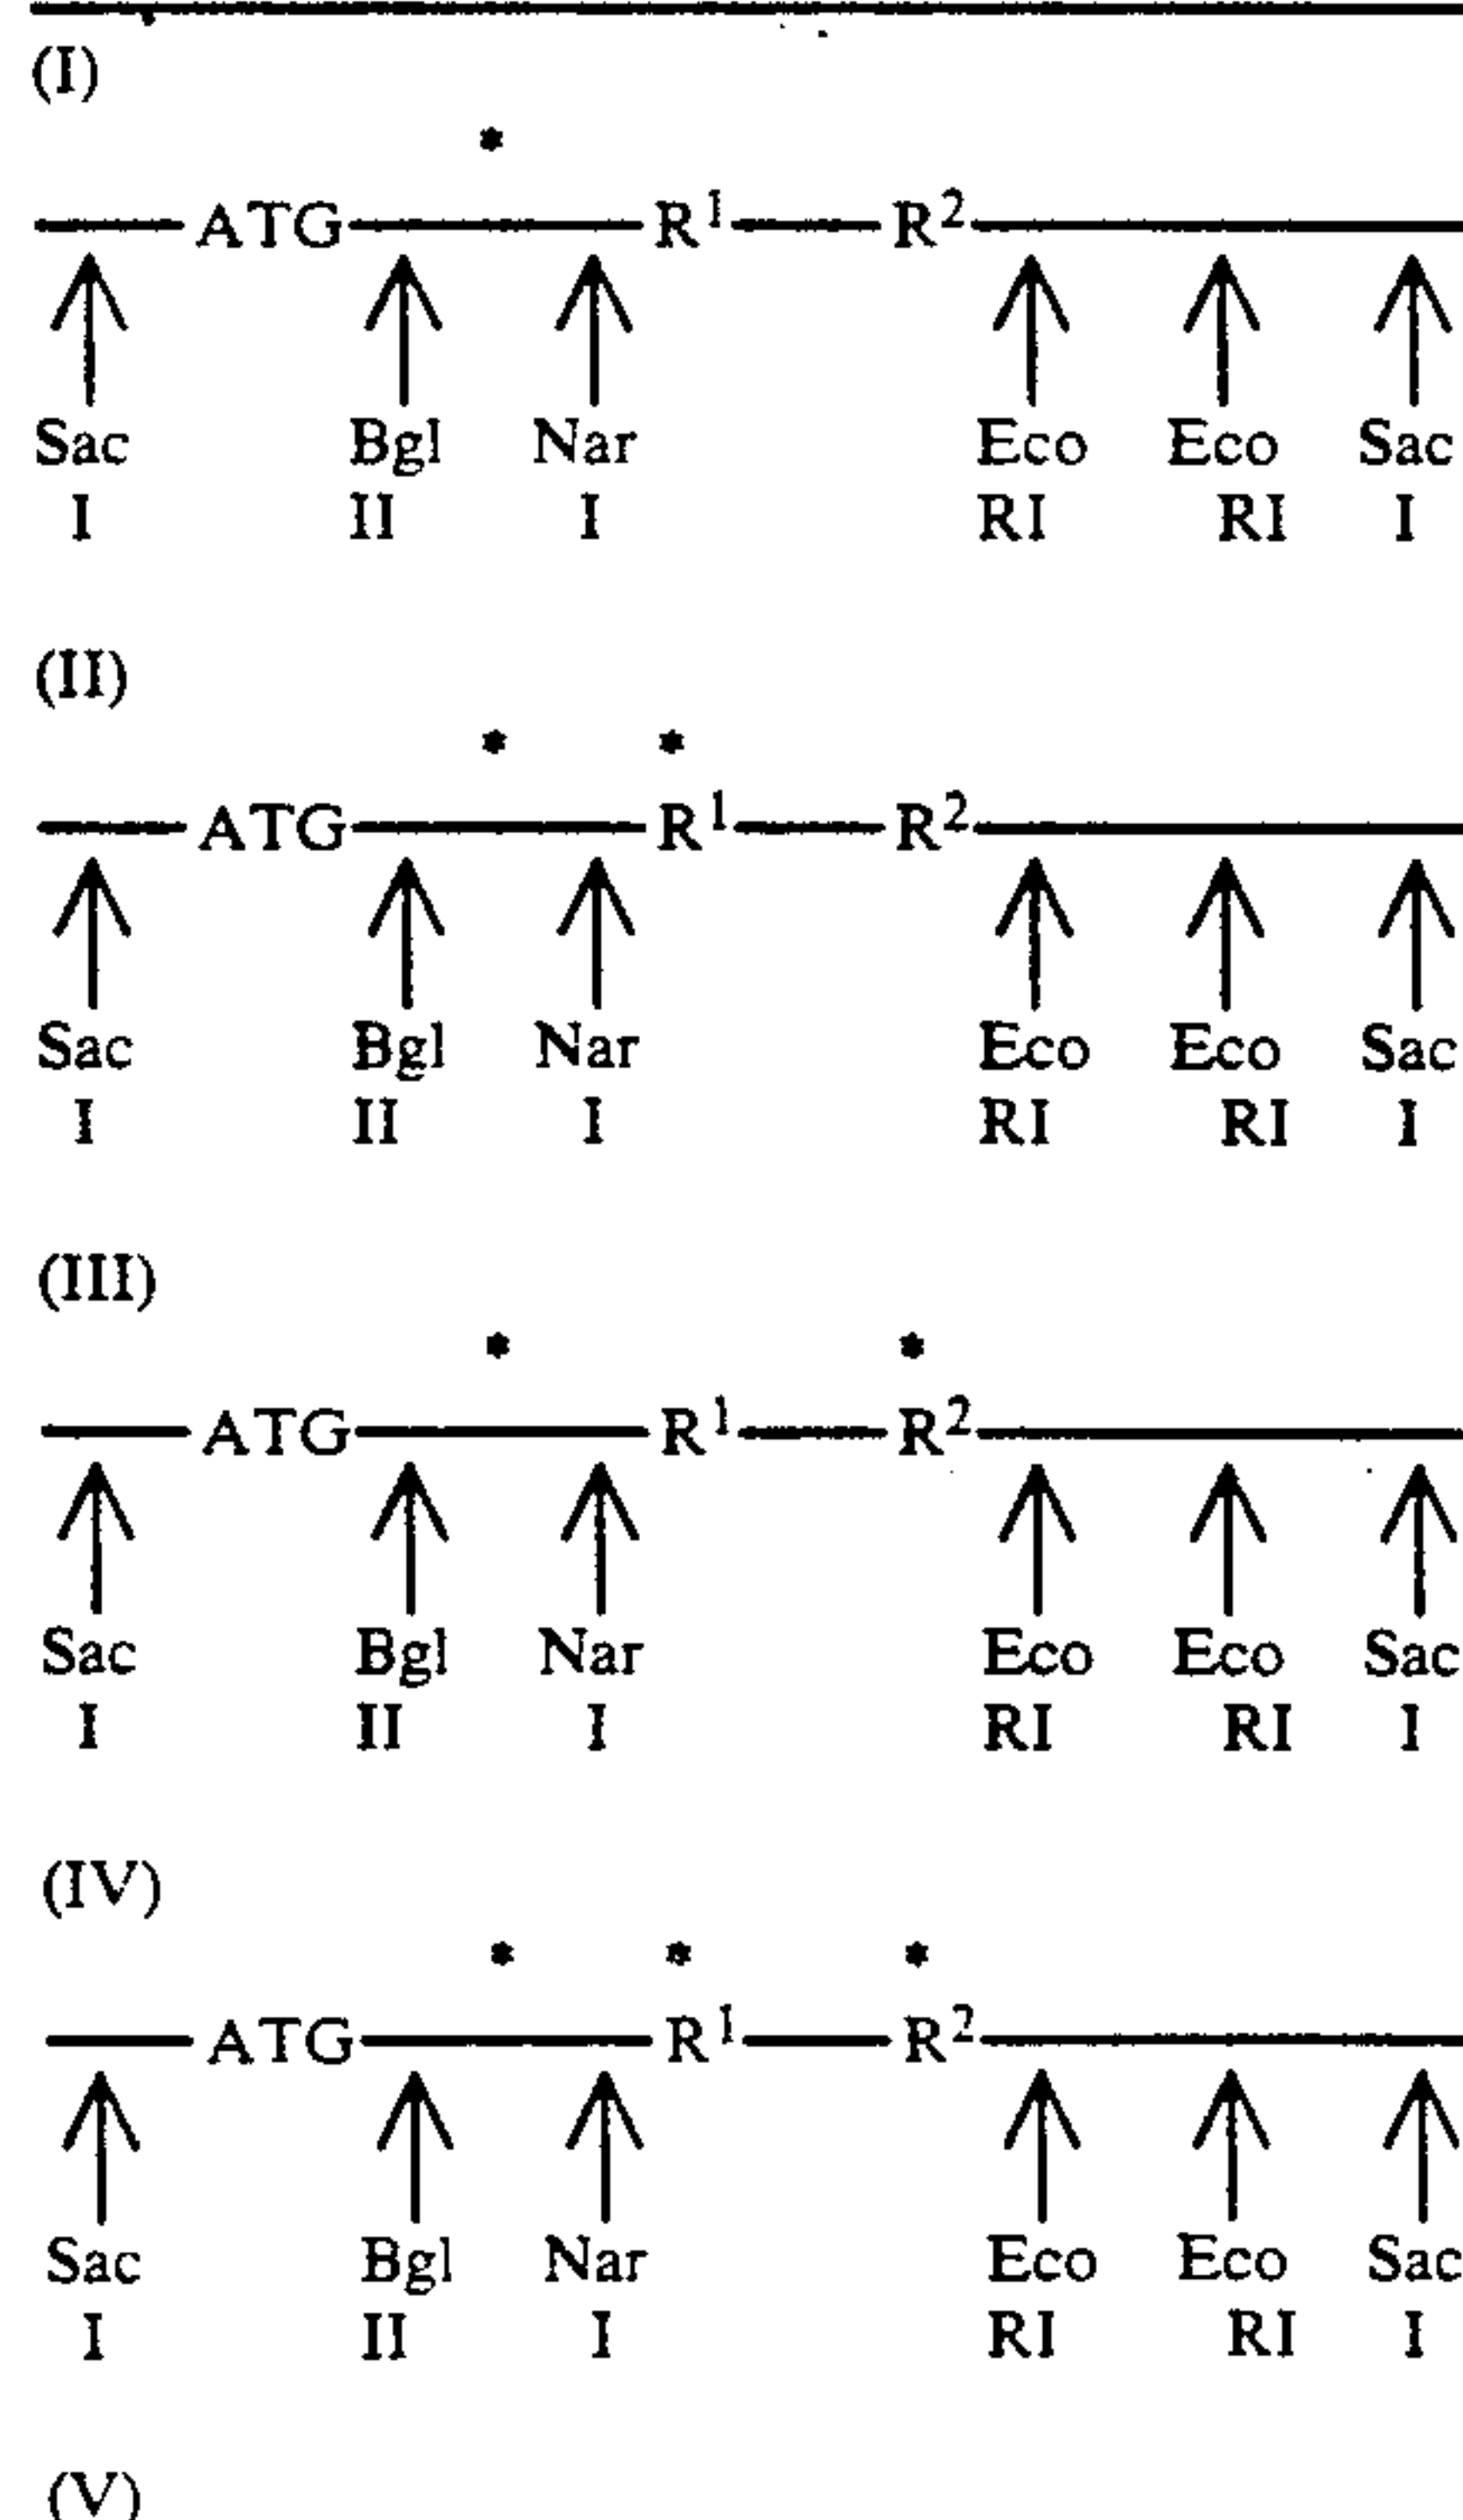 (I)
*
ATG R¹ R²
Sac Bgl Nar Eco Eco Sac
I II I RI RI I
(II)
* *
ATG R¹ R²
Sac Bgl Nar Eco Eco Sac
I II I RI RI I
(III)
* *
ATG R¹ R²
Sac Bgl Nar Eco Eco Sac
I II I RI RI I
(IV)
* * *
ATG R¹ R²
Sac Bgl Nar Eco Eco Sac
I II I RI RI I
(V)